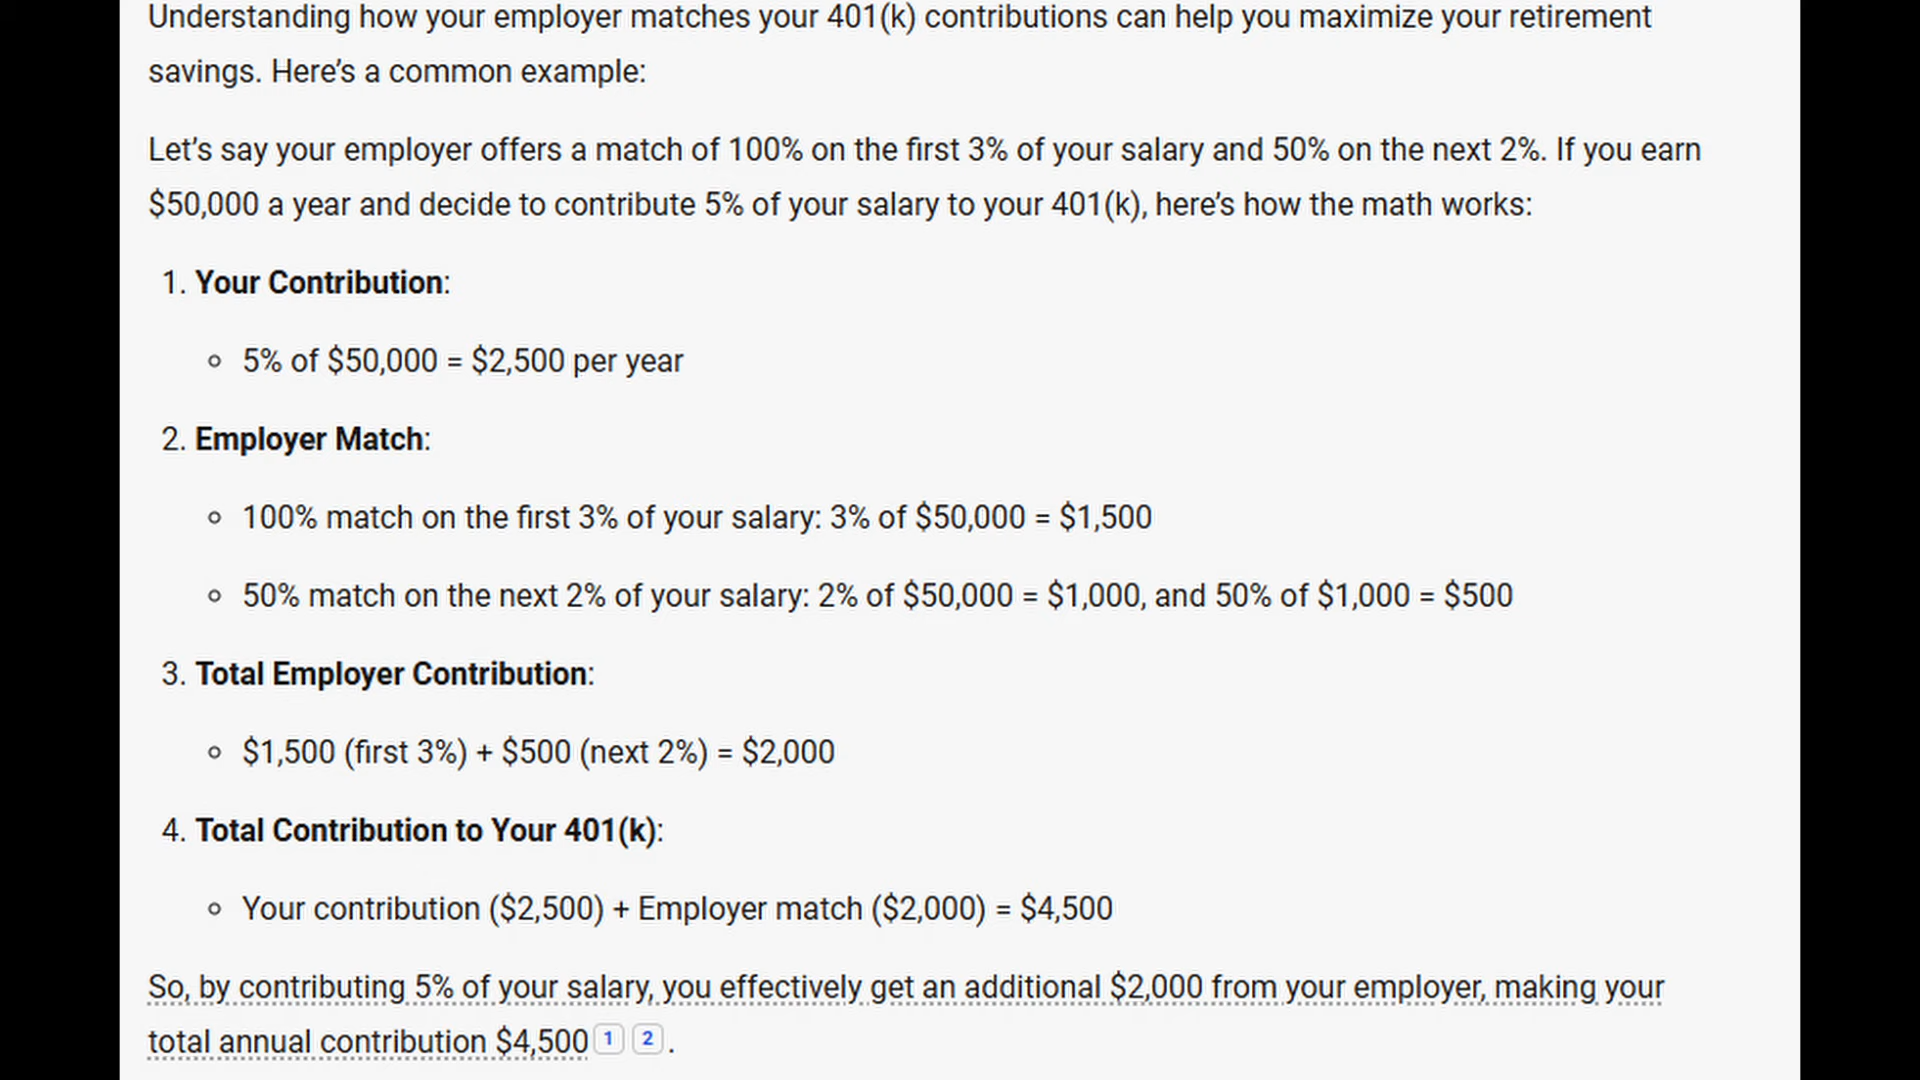 Understanding how your employer matches your 401(k) contributions can help you maximize your retirement
savings. Here’s a common example:
Let’s say your employer offers a match of 100% on the first 3% of your salary and 50% on the next 2%. If you earn
$50,000 a year and decide to contribute 5% of your salary to your 401(k), here’s how the math works:
1. Your Contribution:
5% of $50,000 = $2,500 per year
2. Employer Match:
100% match on the first 3% of your salary: 3% of $50,000 = $1,500
50% match on the next 2% of your salary: 2% of $50,000 = $1,000, and 50% of $1,000 = $500
3. Total Employer Contribution:
$1,500 (first 3%) + $500 (next 2%) = $2,000
4. Total Contribution to Your 401(k):
Your contribution ($2,500) + Employer match ($2,000) = $4,500
So, by contributing 5% of your salary, you effectively get an additional $2,000 from your employer, making your
total annual contribution $4,500 1 2 .